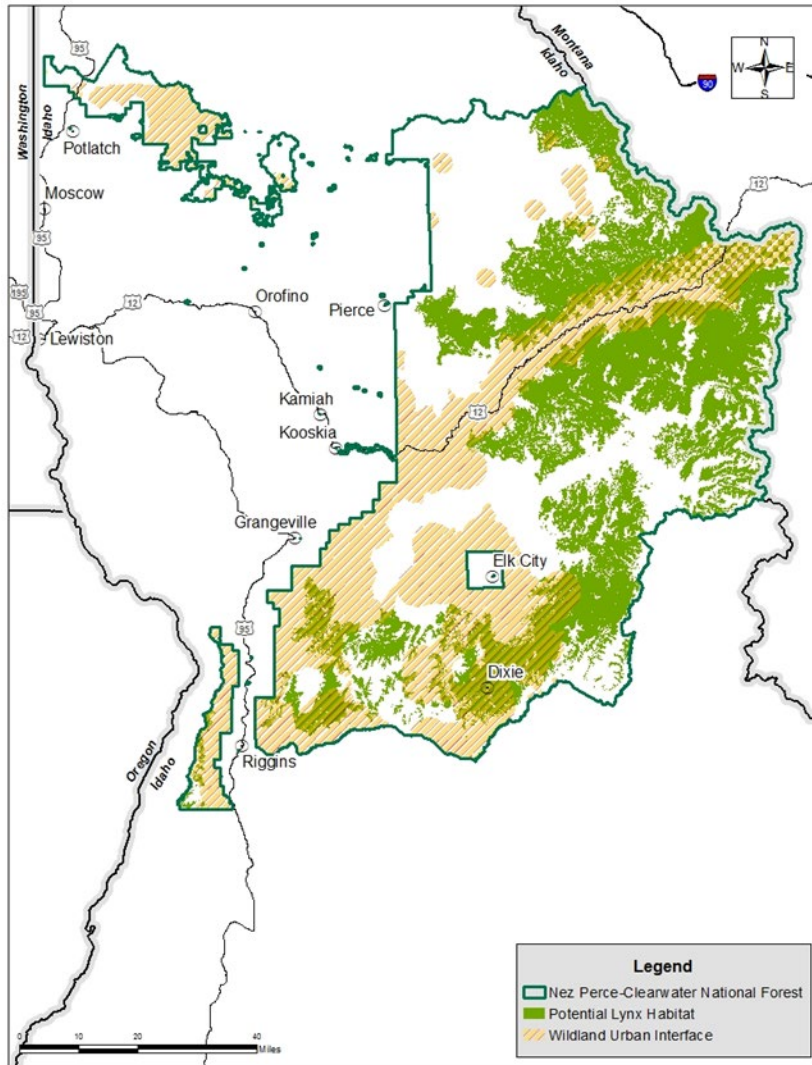 Montana
Idaho
90
N
W E
S
95
Washington
Idaho
Potlatch
Moscow
12
95
195
95
12
Orofino
Pierce
12
Lewiston
Kamiah
12
Kooskia
Grangeville
Elk City
95
Dixie
Oregon
Idaho
Riggins
Legend
Nez Perce-Clearwater National Forest
Potential Lynx Habitat
Wildland Urban Interface
0 10 20 40
Miles